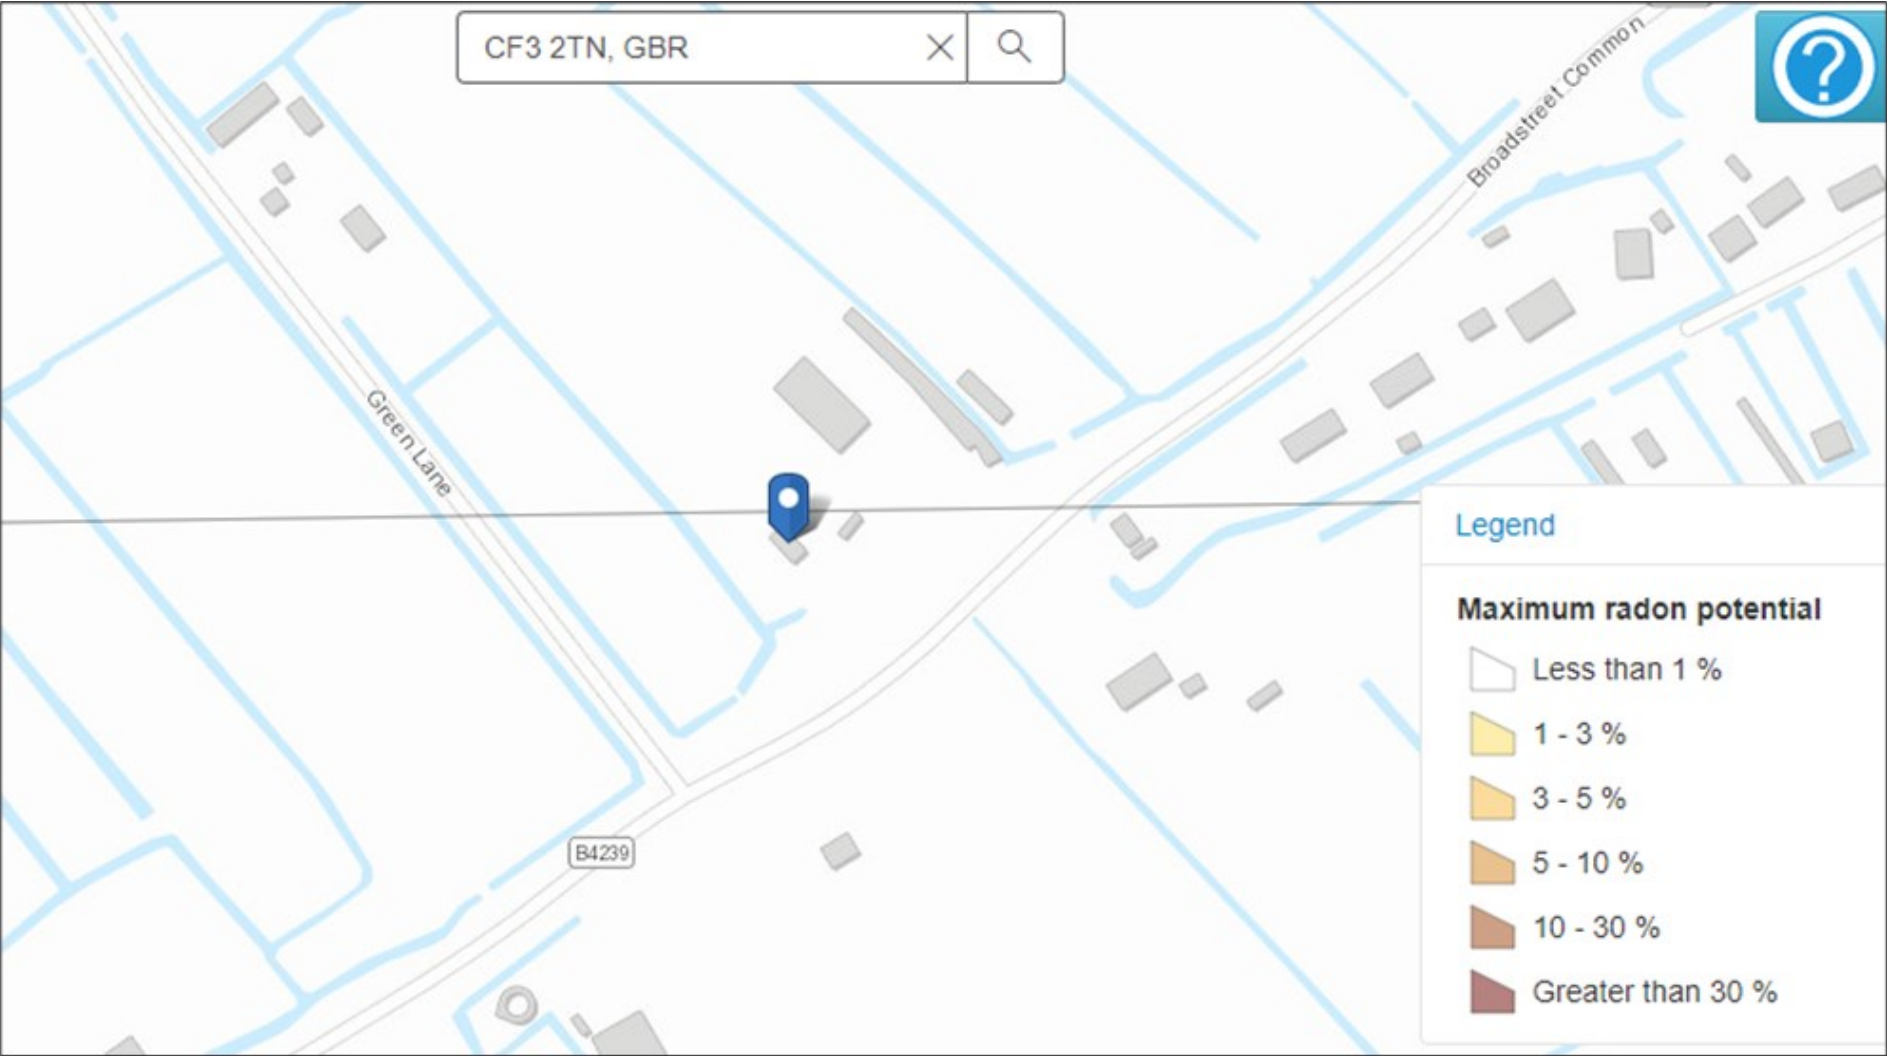 CF3 2TN, GBR
?
Broadstreet Common
Green Lane
B4239
Legend
Maximum radon potential
Less than 1 %
1 - 3 %
3 - 5 %
5 - 10 %
10 - 30 %
Greater than 30 %